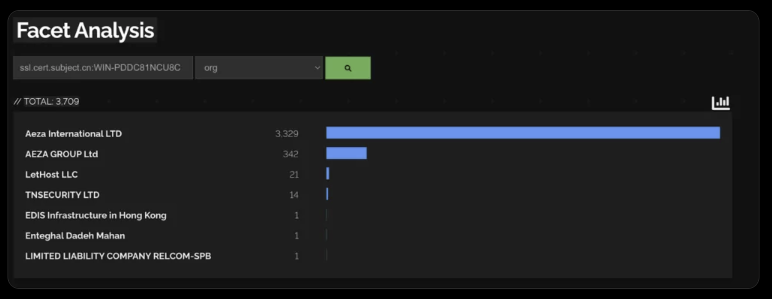 Facet Analysis
ssl.cert.subject.cn:WIN-PDDC81NCU8C org
// TOTAL: 3.709
Aeza International LTD 3.329
AEZA GROUP Ltd 342
LetHost LLC 21
TNSECURITY LTD 14
EDIS Infrastructure in Hong Kong 1
Enteghal Dadeh Mahan 1
LIMITED LIABILITY COMPANY RELCOM-SPB 1